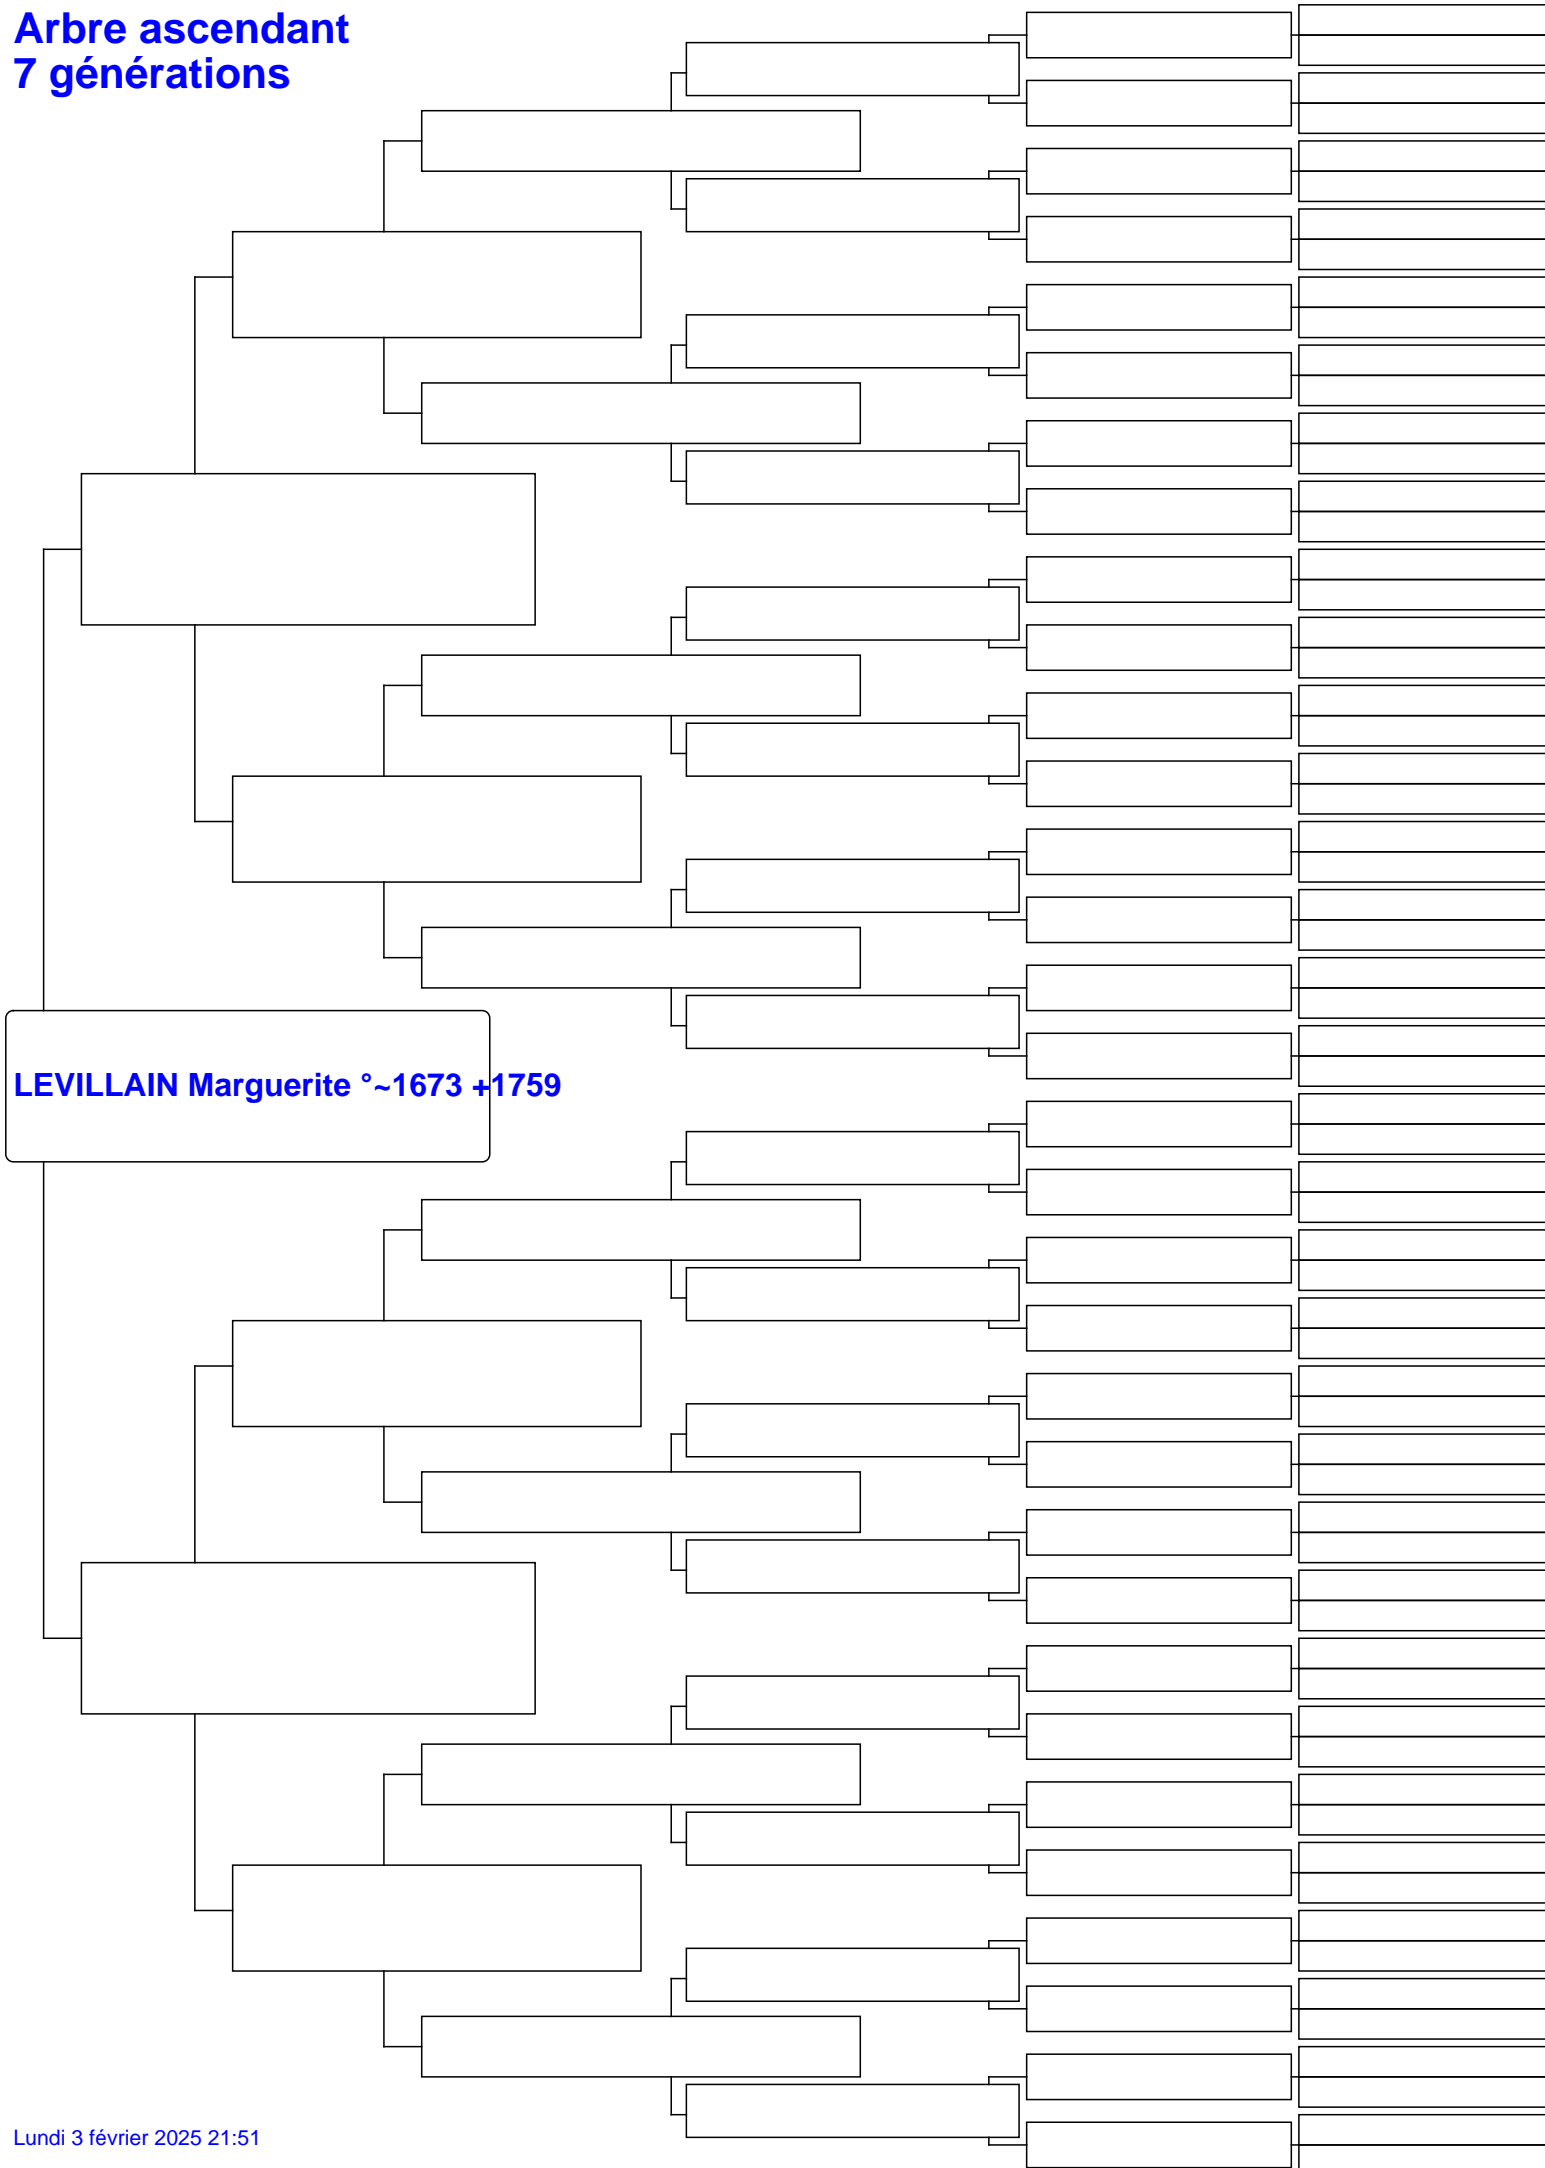 Arbre ascendant
7 générations
LEVILLAIN Marguerite °~1673 +1759
Lundi 3 février 2025 21:51